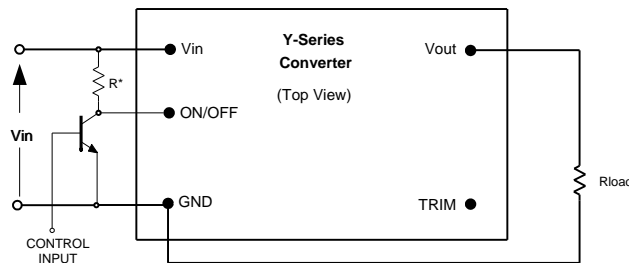 Y-Series
Converter
(Top View)
Vin
Vout
R*
ON/OFF
Vin
GND
TRIM
Rload
CONTROL
INPUT